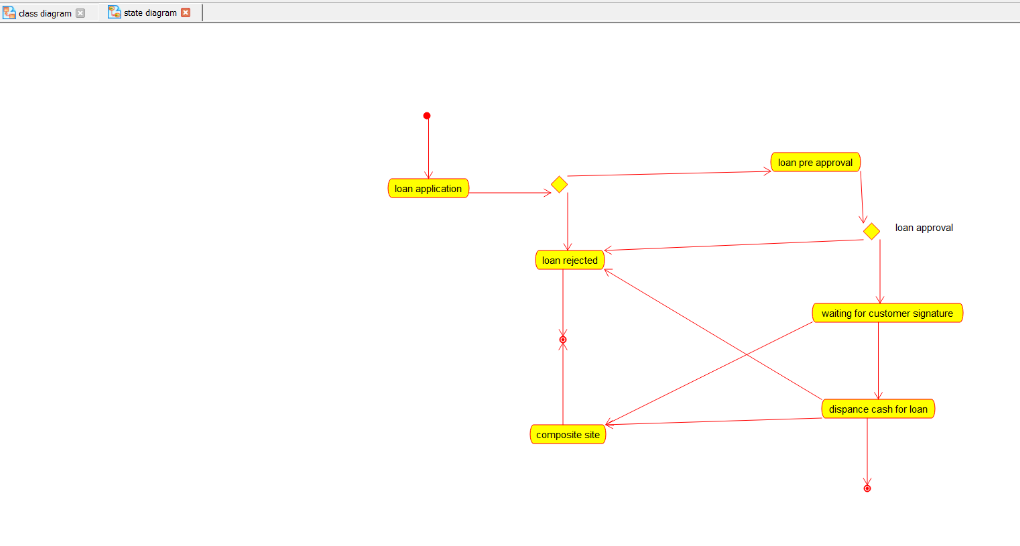 class diagram
state diagram
loan pre approval
loan application
loan approval
loan rejected
waiting for customer signature
dispance cash for loan
composite site